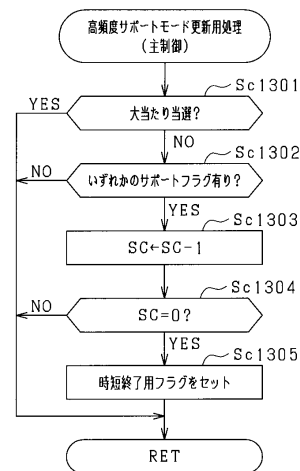 高頻度サポートモード更新用処理
(主制御)
Sc1301
YES
大当たり当選?
NO
Sc1302
NO
いずれかのサポートフラグ有り?
YES
Sc1303
SC←SC-1
Sc1304
NO
SC=0?
YES
Sc1305
時短終了用フラグをセット
RET